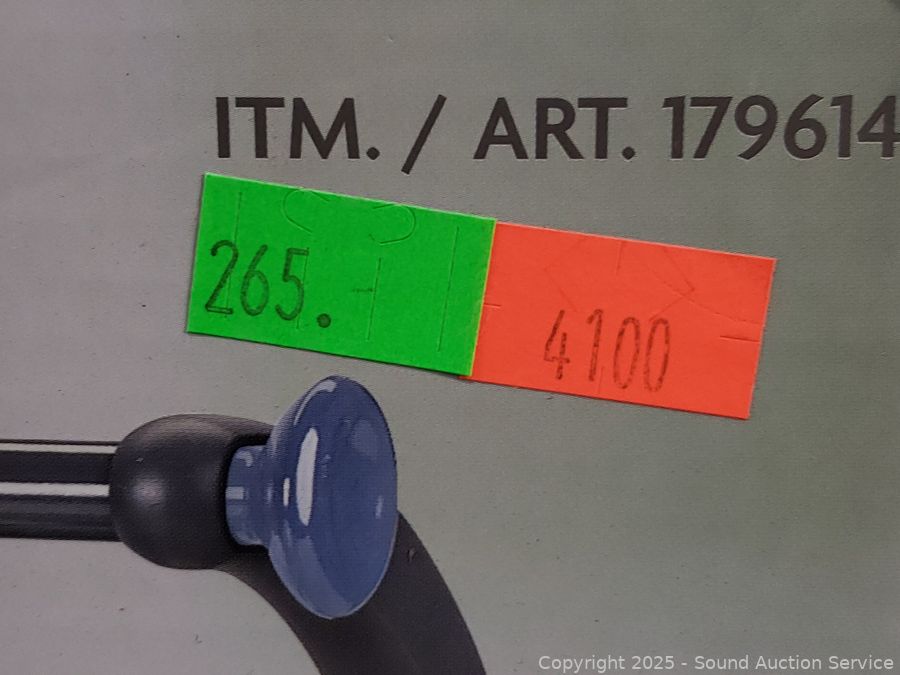 ITM. / ART. 179614
265.
4100
Copyright 2025 - Sound Auction Service